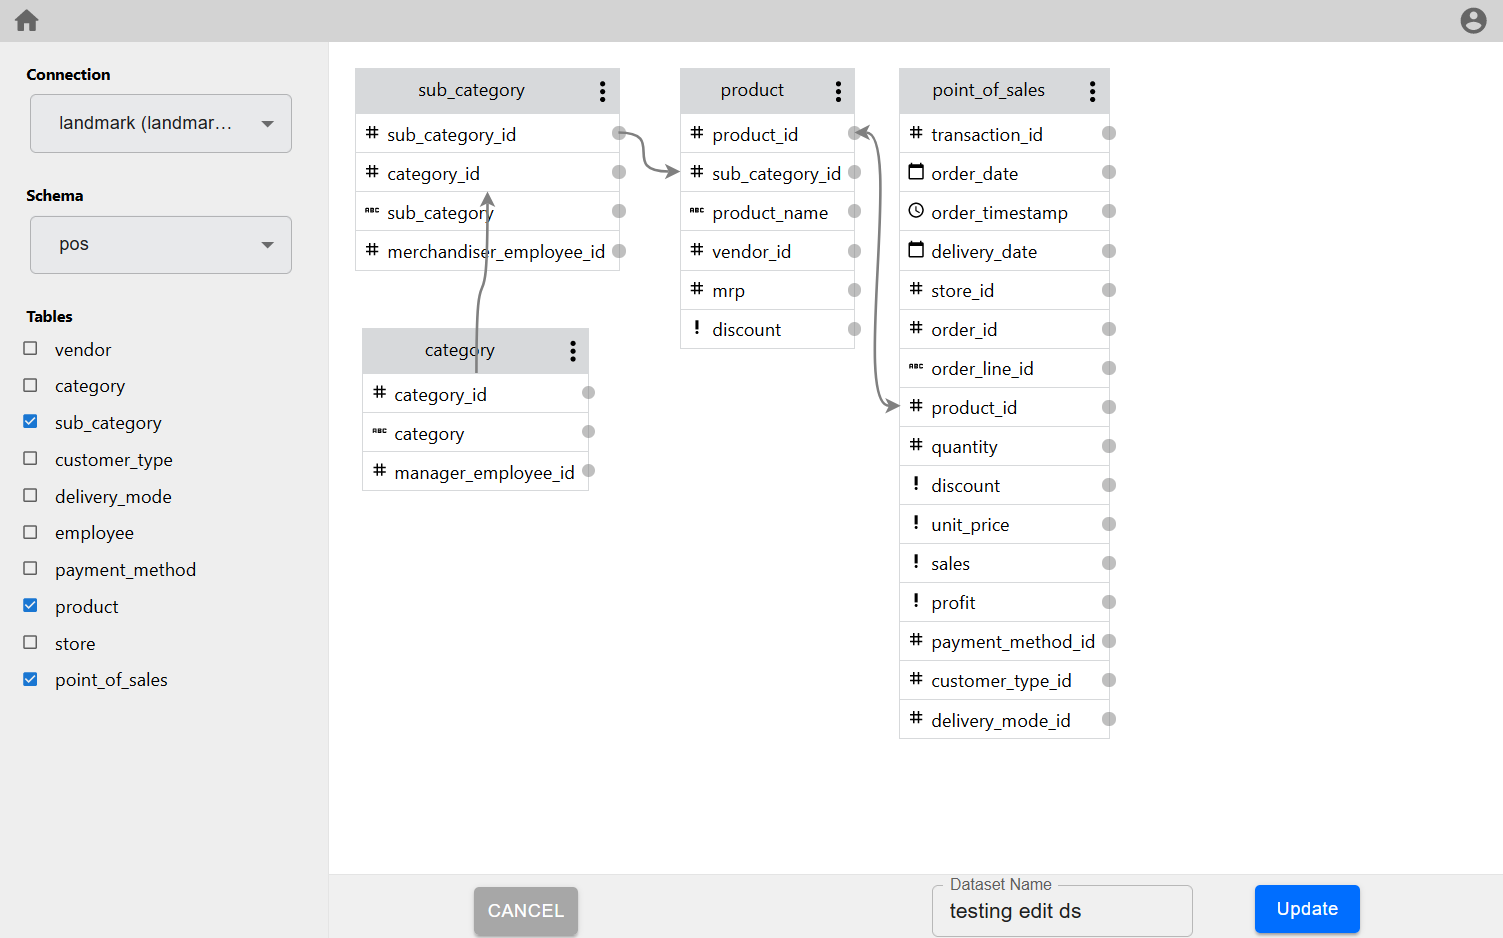 Connection
landmark (landmar...
Schema
pos
Tables
vendor
category
sub_category
customer_type
delivery_mode
employee
payment_method
product
store
point_of_sales
sub_category
# sub_category_id
# category_id
ABC sub_category
# merchandiser_employee_id
category
# category_id
ABC category
# manager_employee_id
product
# product_id
# sub_category_id
ABC product_name
# vendor_id
# mrp
! discount
point_of_sales
# transaction_id
order_date
order_timestamp
delivery_date
# store_id
# order_id
ABC order_line_id
# product_id
# quantity
! discount
! unit_price
! sales
! profit
# payment_method_id
# customer_type_id
# delivery_mode_id
CANCEL
Dataset Name
testing edit ds
Update